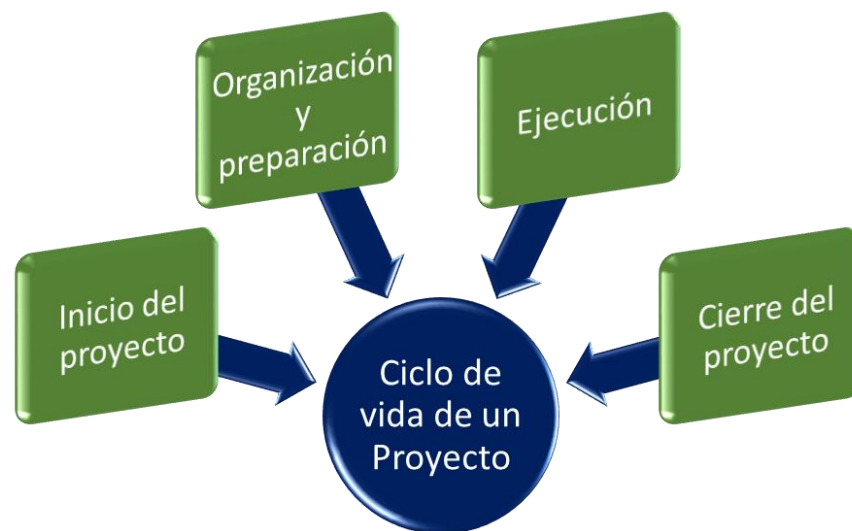 Organización
y
preparación
Ejecución
Inicio del
proyecto
Cierre del
proyecto
Ciclo de
vida de un
Proyecto